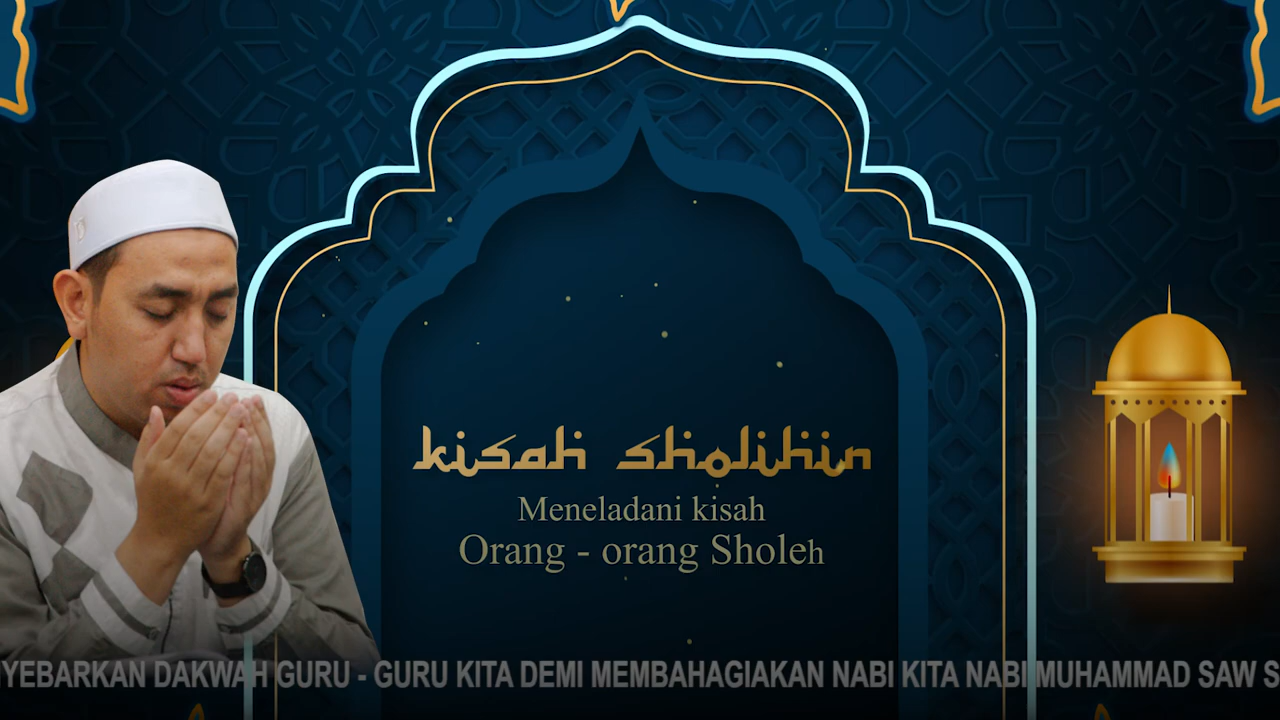 kisah sholihin
Meneladani kisah
Orang - orang Sholeh
YEBARKAN DAKWAH GURU - GURU KITA DEMI MEMBAHAGIAKAN NABI KITA NABI MUHAMMAD SAW S